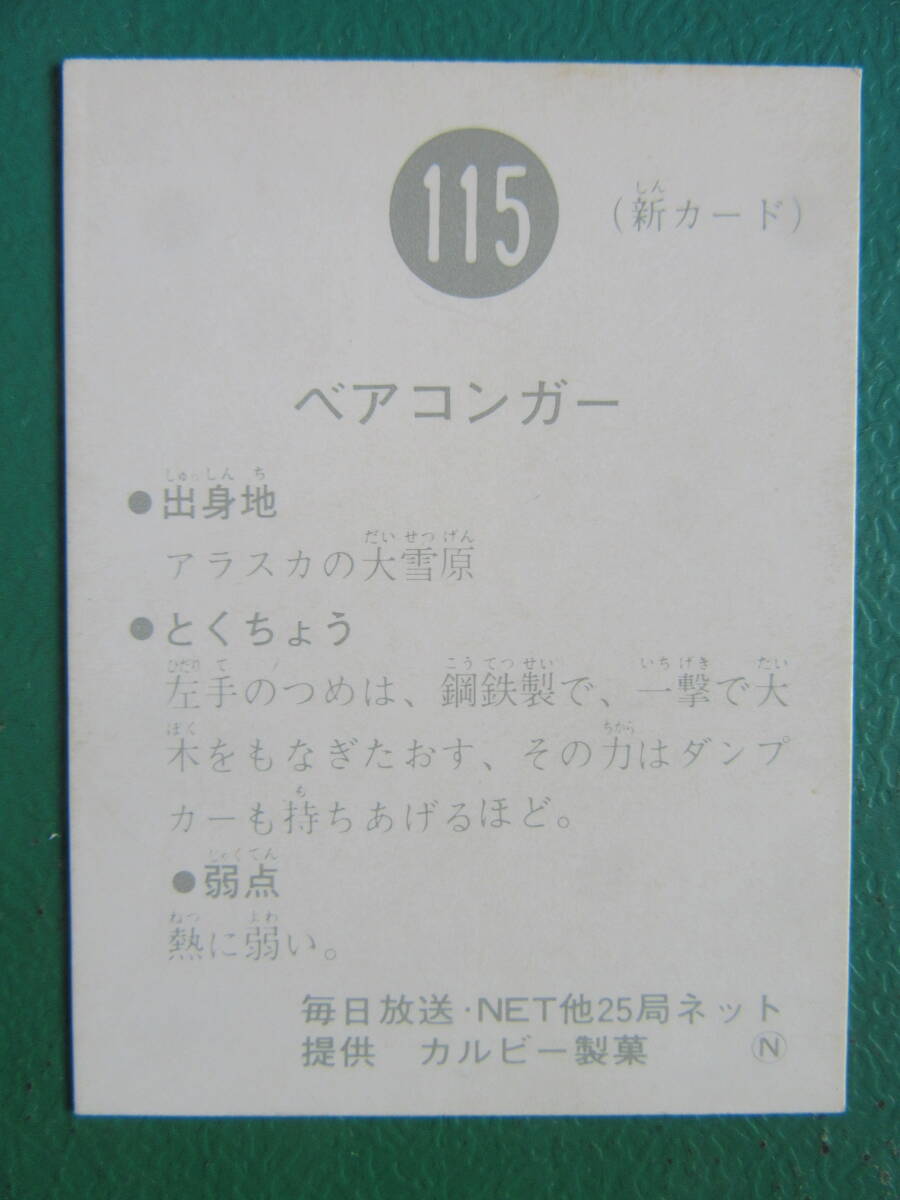 115
（新カード）
ベアコンガー
●出身地
アラスカの大雪原
●とくちょう
左手のつめは、鋼鉄製で、一撃で大
木をもなぎたおす、その力はダンプ
カーも持ちあげるほど。
●弱点
熱に弱い。
毎日放送・NET他25局ネット
提供　カルビー製菓　Ⓝ